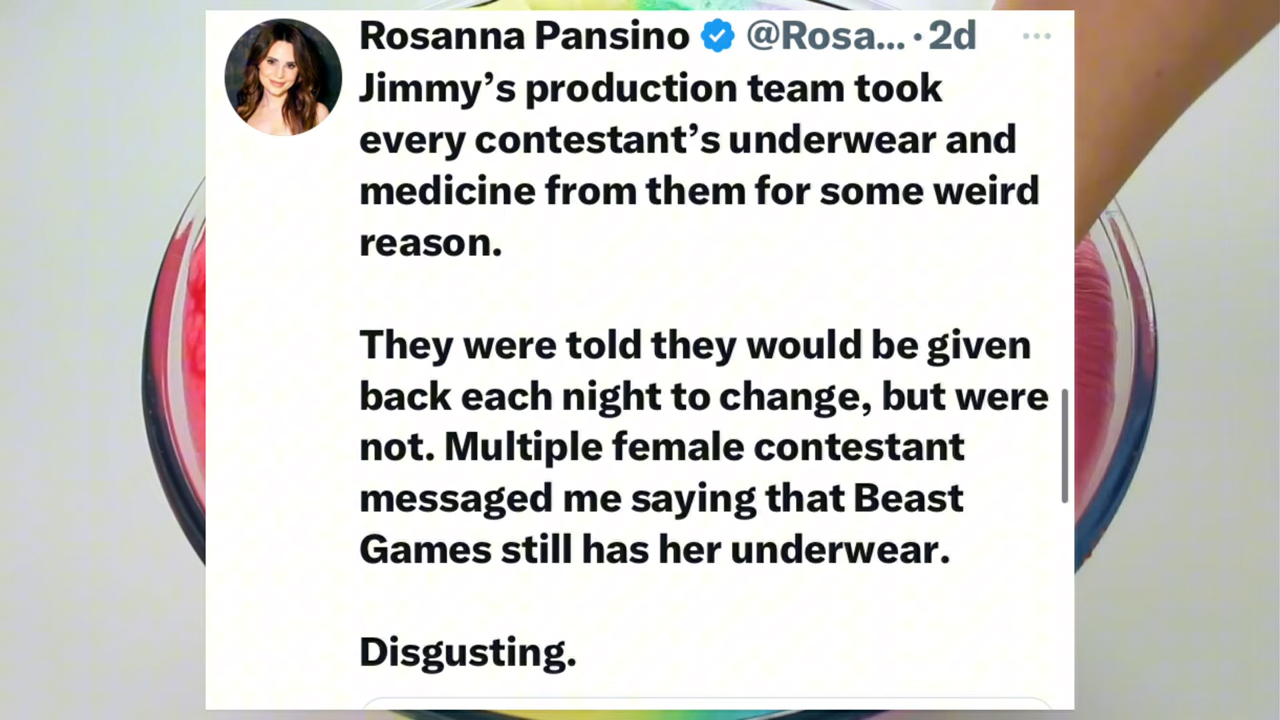 Rosanna Pansino @Rosa... · 2d
Jimmy’s production team took
every contestant’s underwear and
medicine from them for some weird
reason.
They were told they would be given
back each night to change, but were
not. Multiple female contestant
messaged me saying that Beast
Games still has her underwear.
Disgusting.